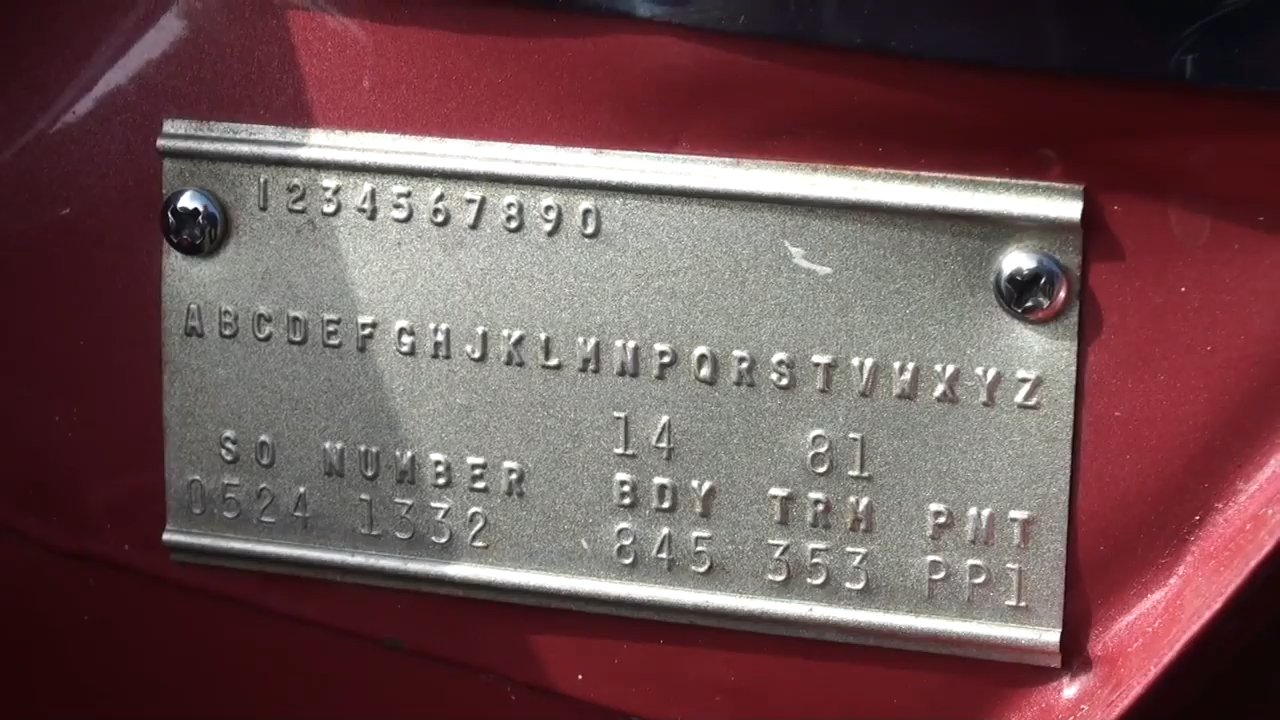 1234567890
ABCDEFGHJKLMNPQRSTVWXYZ
14 81
SO NUMBER BDY TRM PNT
0524 1332 845 353 PP1